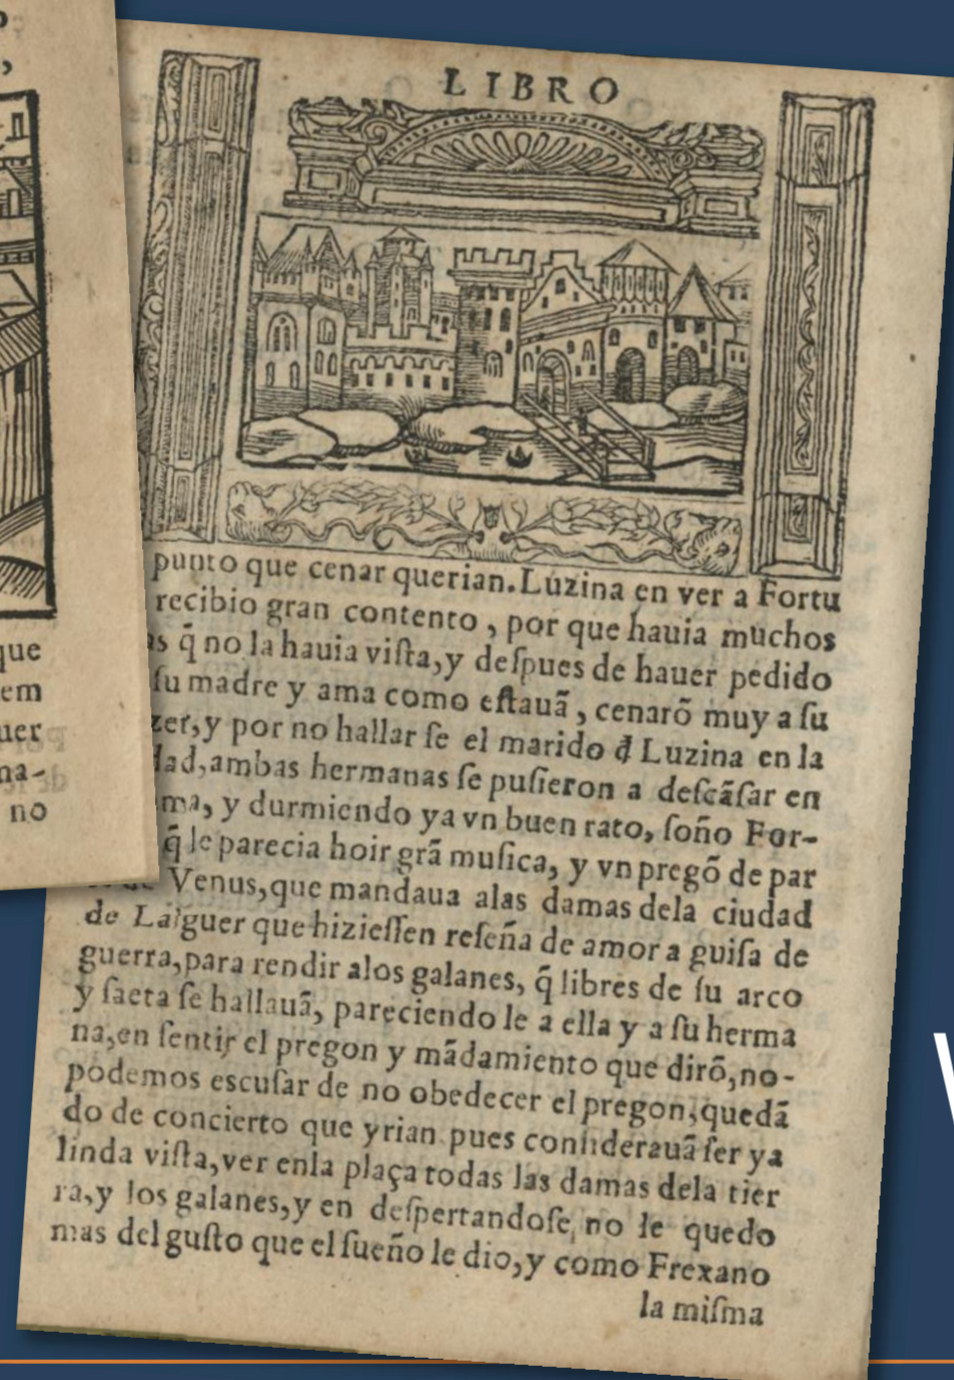 o
,
que
em
uer
na-
no
LIBRO
punto que cenar querian. Luzina en ver a Fortu
recibio gran contento, por que hauia muchos
as q̃ no la hauia viſta, y deſpues de hauer pedido
ſu madre y ama como eſtauã, cenarõ muy a ſu
zer, y por no hallar ſe el marido đ Luzina en la
dad, ambas hermanas ſe puſieron a deſcãſar en
ma, y durmiendo ya vn buen rato, ſoño For-
q̃ le parecia hoir grã muſica, y vn pregõ de par
de Venus, que mandaua alas damas dela ciudad
de Lalguer que hizieſſen reſeña de amor a guiſa de
guerra, para rendir alos galanes, q̃ libres de ſu arco
y ſaeta ſe hallauã, pareciendo le a ella y a ſu herma
na, en ſentir el pregon y mãdamiento que dirõ, no-
podemos escuſar de no obedecer el pregon, quedã
do de concierto que yrian pues conſiderauã ſer ya
linda viſta, ver enla plaça todas las damas dela tier
ra, y los galanes, y en deſpertandoſe, no le quedo
mas del guſto que el ſueño le dio, y como Frexano
la miſma